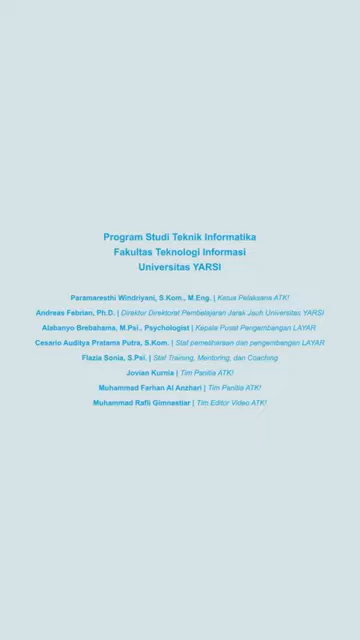 Program Studi Teknik Informatika
Fakultas Teknologi Informasi
Universitas YARSI
Paramaresthi Windriyani, S.Kom., M.Eng. | Ketua Pelaksana ATK!
Andreas Febrian, Ph.D. | Direktur Direktorat Pembelajaran Jarak Jauh Universitas YARSI
Alabanyo Brebahama, M.Psi., Psychologist | Kepala Pusat Pengembangan LAYAR
Cesario Auditya Pratama Putra, S.Kom. | Staf pemeliharaan dan pengembangan LAYAR
Flazia Sonia, S.Psi. | Staf Training, Mentoring, dan Coaching
Jovian Kurnia | Tim Panitia ATK!
Muhammad Farhan Al Anzhari | Tim Panitia ATK!
Muhammad Rafli Gimnestiar | Tim Editor Video ATK!